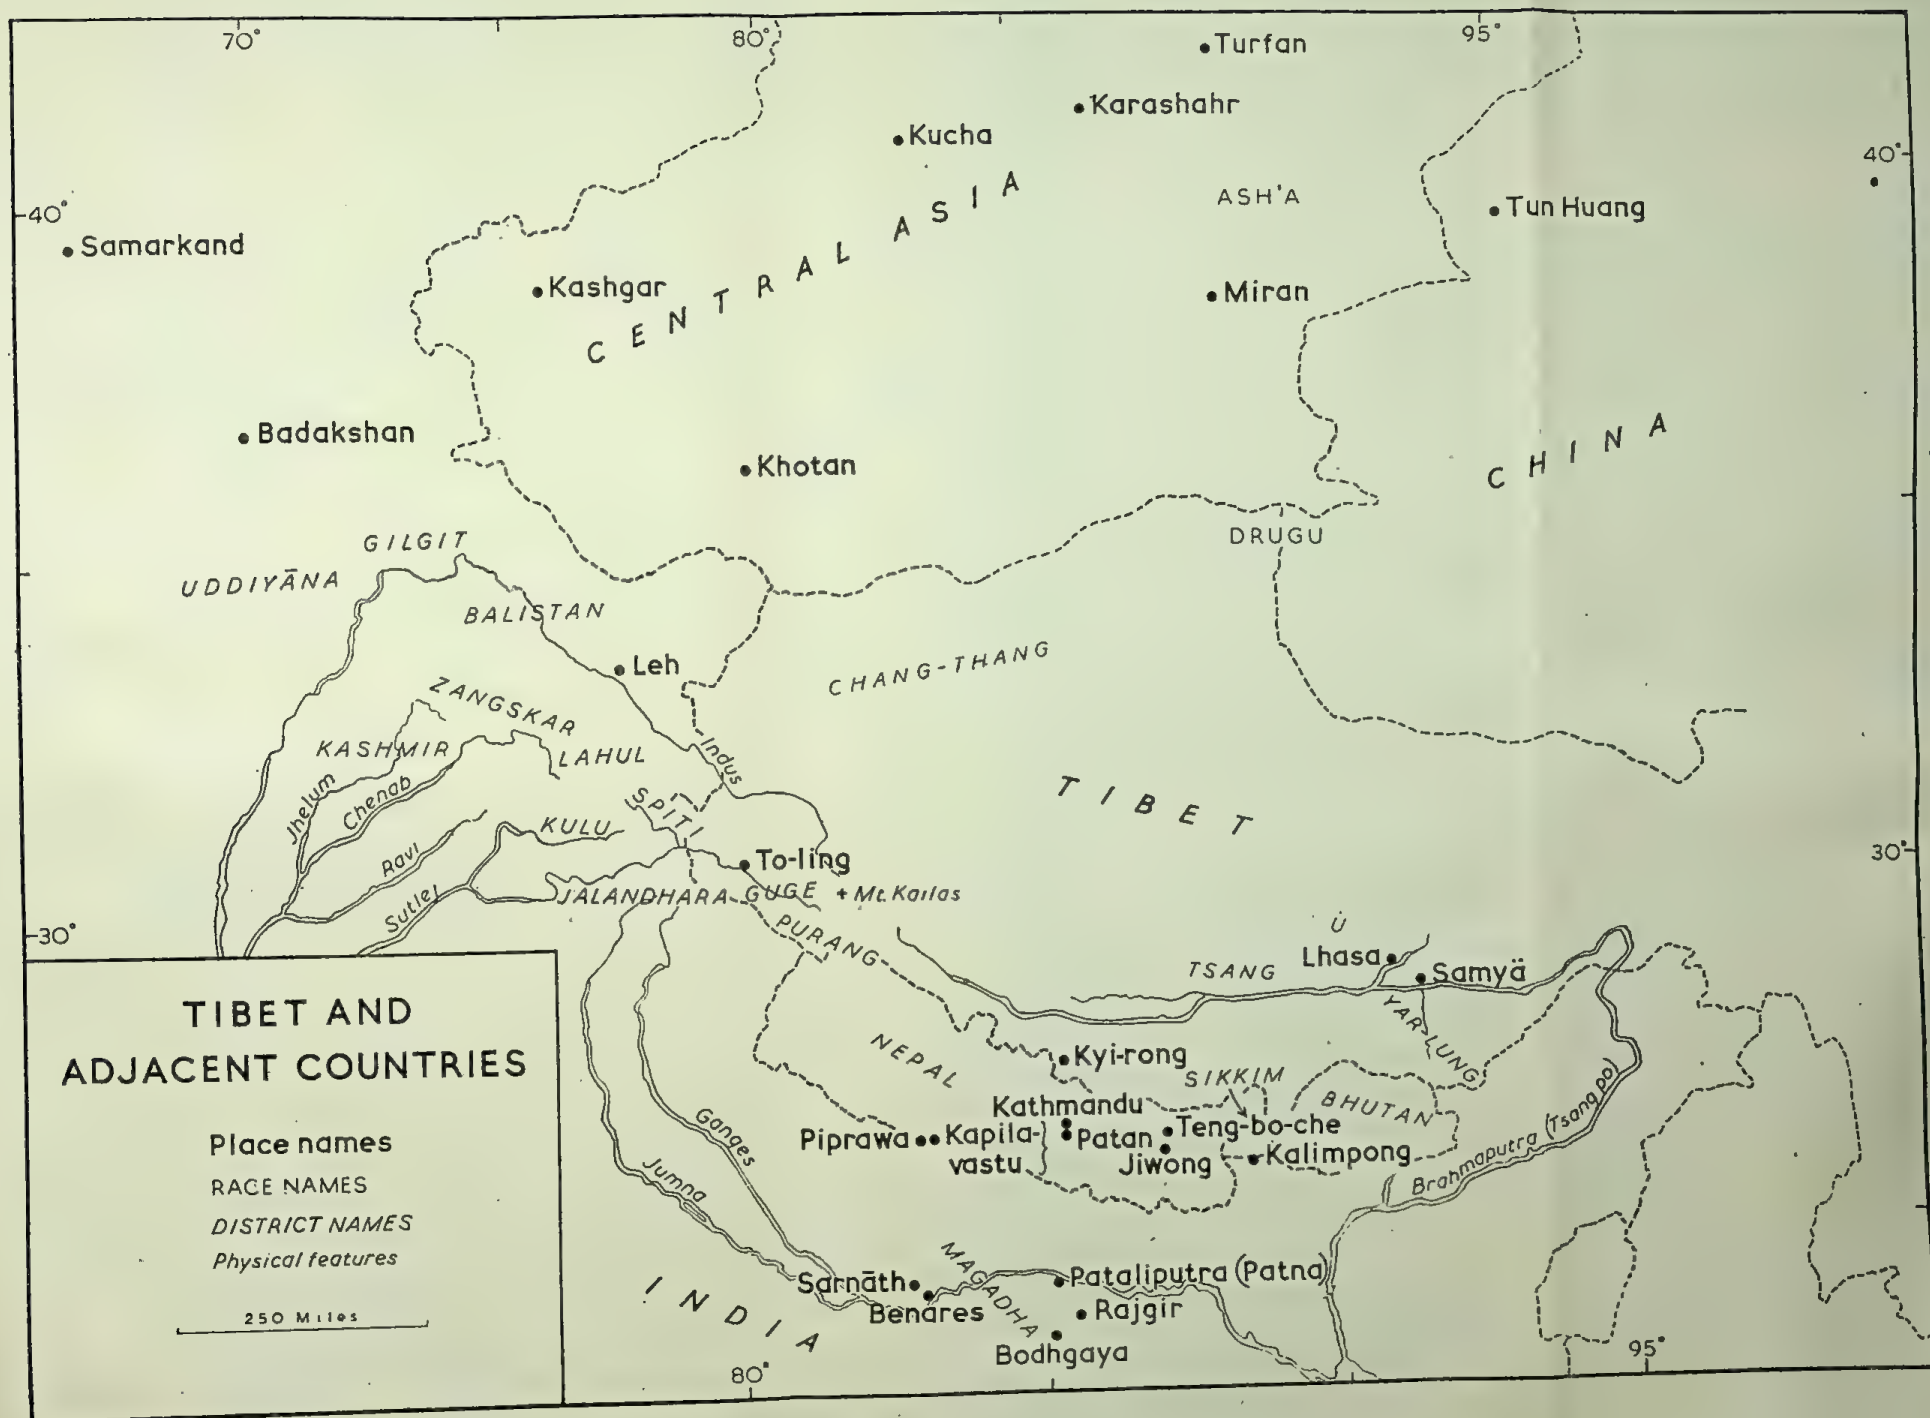 70°
80°
95°
Turfan
Karashahr
Kucha
40°
CENTRAL ASIA
ASH'A
Tun Huang
40°
Samarkand
Kashgar
Miran
Badakshan
Khotan
CHINA
DRUGU
GILGIT
UDDIYĀNA
BALISTAN
Leh
CHANG-THANG
ZANGSKAR
KASHMIR
LAHUL
Indus
Jhelum
Chenab
SPITI
TIBET
KULU
Ravi
To-ling
30°
JALANDHARA
GUGE
+ Mt. Kailas
Sutlej
PURANG
30°
Ü
Lhasa
TSANG
Samyä
YAR-LUNG
NEPAL
Kyi-rong
SIKKIM
BHUTAN
Kathmandu
Piprawa
Kapila-
vastu
Patan
Teng-bo-che
Jiwong
Kalimpong
Brahmaputra (Tsangpo)
Ganges
Jumna
MAGADHA
Sarnāth
Benares
Pataliputra (Patna)
Rajgir
Bodhgaya
INDIA
80°
95°
TIBET AND
ADJACENT COUNTRIES
Place names
RACE NAMES
DISTRICT NAMES
Physical features
250 Miles